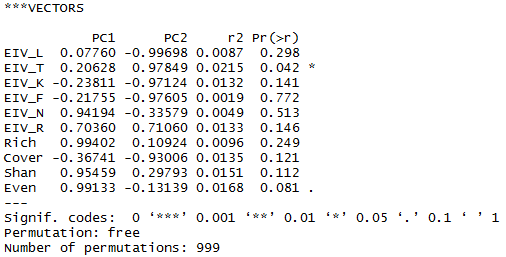 ***VECTORS
PC1 PC2 r2 Pr(>r)
EIV_L 0.07760 -0.99698 0.0087 0.298
EIV_T 0.20628 0.97849 0.0215 0.042 *
EIV_K -0.23811 -0.97124 0.0132 0.141
EIV_F -0.21755 -0.97605 0.0019 0.772
EIV_N 0.94194 -0.33579 0.0049 0.513
EIV_R 0.70360 0.71060 0.0133 0.146
Rich 0.99402 0.10924 0.0096 0.249
Cover -0.36741 -0.93006 0.0135 0.121
Shan 0.95459 0.29793 0.0151 0.112
Even 0.99133 -0.13139 0.0168 0.081 .
---
Signif. codes: 0 ‘***’ 0.001 ‘**’ 0.01 ‘*’ 0.05 ‘.’ 0.1 ‘ ’ 1
Permutation: free
Number of permutations: 999